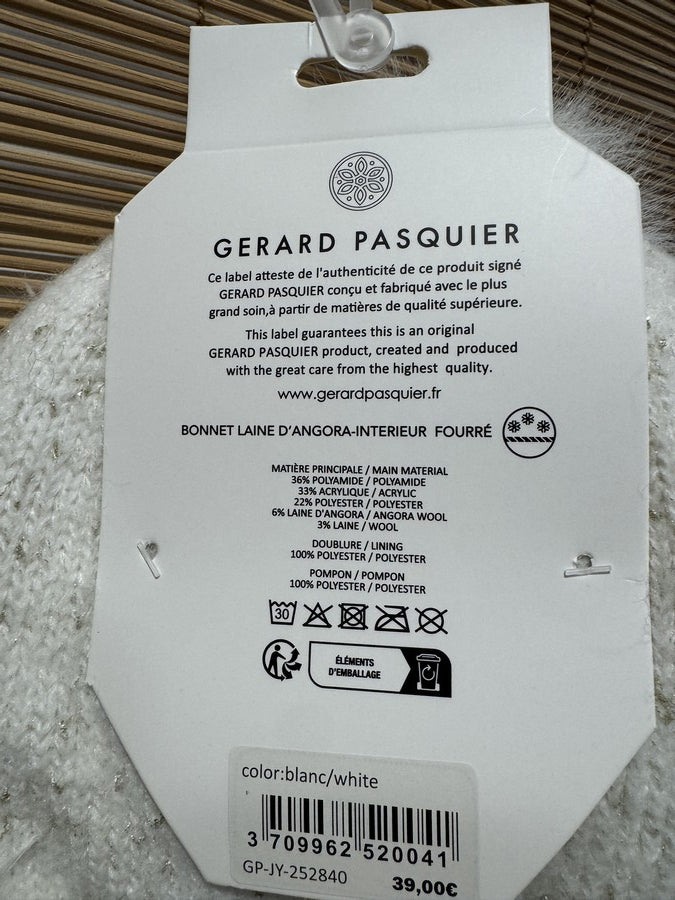 GERARD PASQUIER
Ce label atteste de l'authenticité de ce produit signé
GERARD PASQUIER conçu et fabriqué avec le plus
grand soin,à partir de matières de qualité supérieure.
This label guarantees this is an original
GERARD PASQUIER product, created and produced
with the great care from the highest quality.
www.gerardpasquier.fr
BONNET LAINE D'ANGORA-INTERIEUR FOURRÉ
MATIÈRE PRINCIPALE / MAIN MATERIAL
36% POLYAMIDE / POLYAMIDE
33% ACRYLIQUE / ACRYLIC
22% POLYESTER / POLYESTER
6% LAINE D'ANGORA / ANGORA WOOL
3% LAINE / WOOL
DOUBLURE / LINING
100% POLYESTER / POLYESTER
POMPON / POMPON
100% POLYESTER / POLYESTER
30
ÉLÉMENTS
D'EMBALLAGE
color:blanc/white
3 709962 520041
GP-JY-252840
39,00€